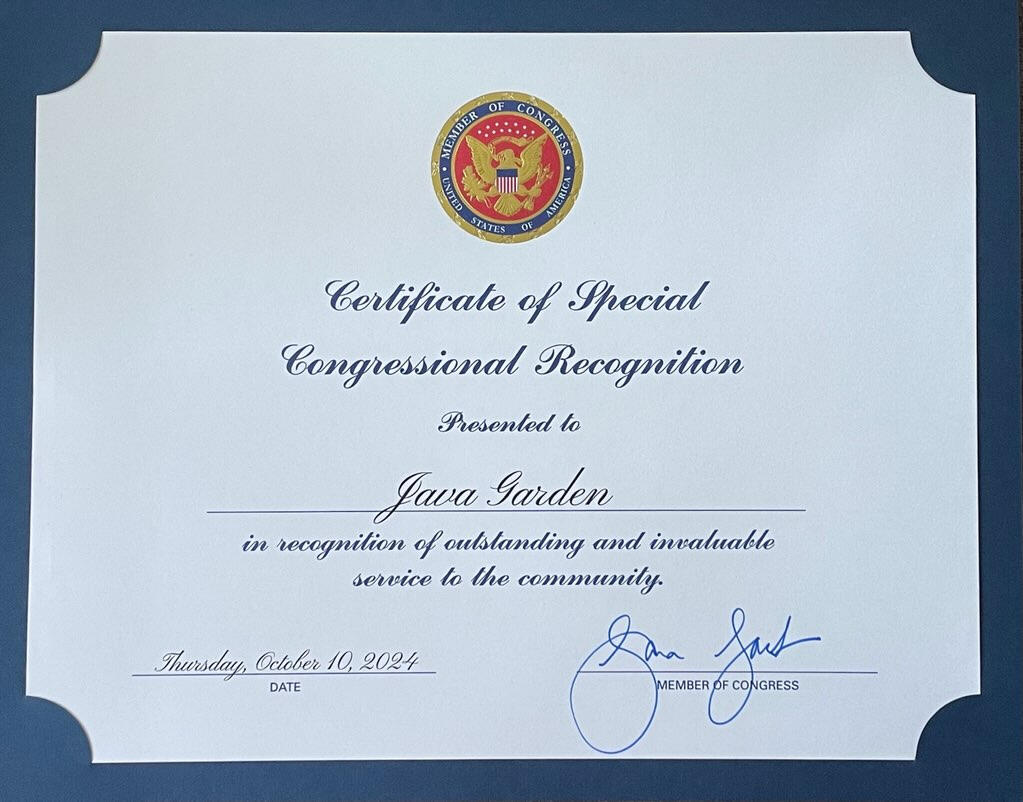 MEMBER OF CONGRESS
UNITED STATES OF AMERICA
Certificate of Special
Congressional Recognition
Presented to
Java Garden
in recognition of outstanding and invaluable
service to the community.
Thursday, October 10, 2024
DATE
MEMBER OF CONGRESS